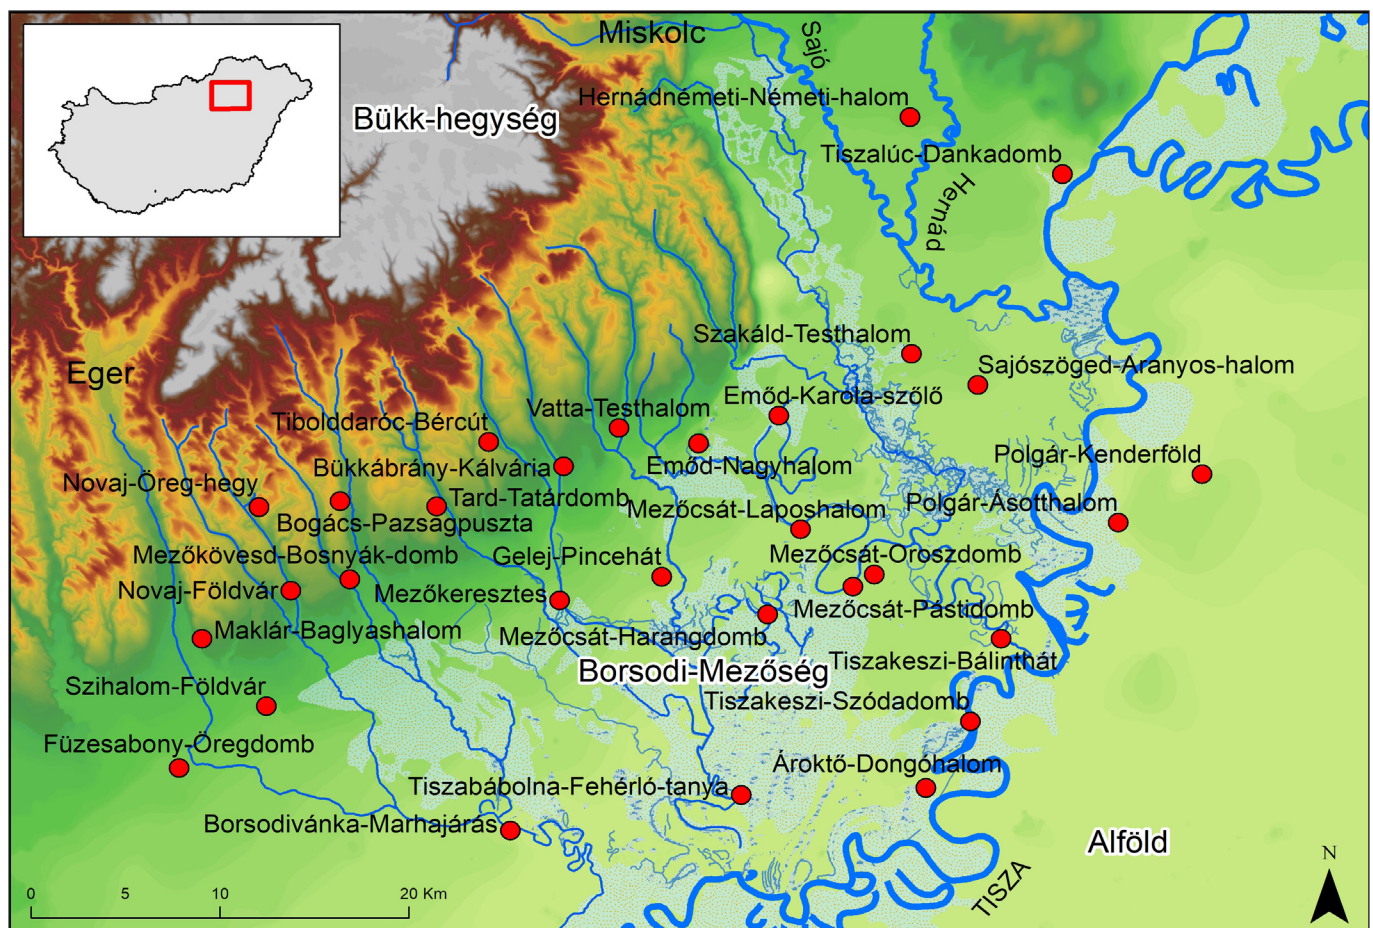 Miskolc
Sajó
Hernádnémeti-Németi-halom
Bükk-hegység
Tiszalúc-Dankadomb
Hernád
Szakáld-Testhalom
Eger
Sajószöged-Aranyos-halom
Emőd-Karola-szőlő
Vatta-Testhalom
Tibolddaróc-Bércút
Polgár-Kenderföld
Bükkábrány-Kálvária
Emőd-Nagyhalom
Novaj-Öreg-hegy
Tard-Tatárdomb
Mezőcsát-Laposhalom
Polgár-Ásotthalom
Bogács-Pazsagpuszta
Mezőkövesd-Bosnyák-domb
Gelej-Pincehát
Mezőcsát-Oroszdomb
Novaj-Földvár
Mezőkeresztes
Mezőcsát-Pástidomb
Maklár-Baglyashalom
Mezőcsát-Harangdomb
Borsodi-Mezőség
Tiszakeszi-Bálinthát
Szihalom-Földvár
Tiszakeszi-Szódadomb
Füzesabony-Öregdomb
Ároktő-Dongóhalom
Tiszabábolna-Fehérló-tanya
Borsodivánka-Marhajárás
Alföld
TISZA
N
0 5 10 20 Km